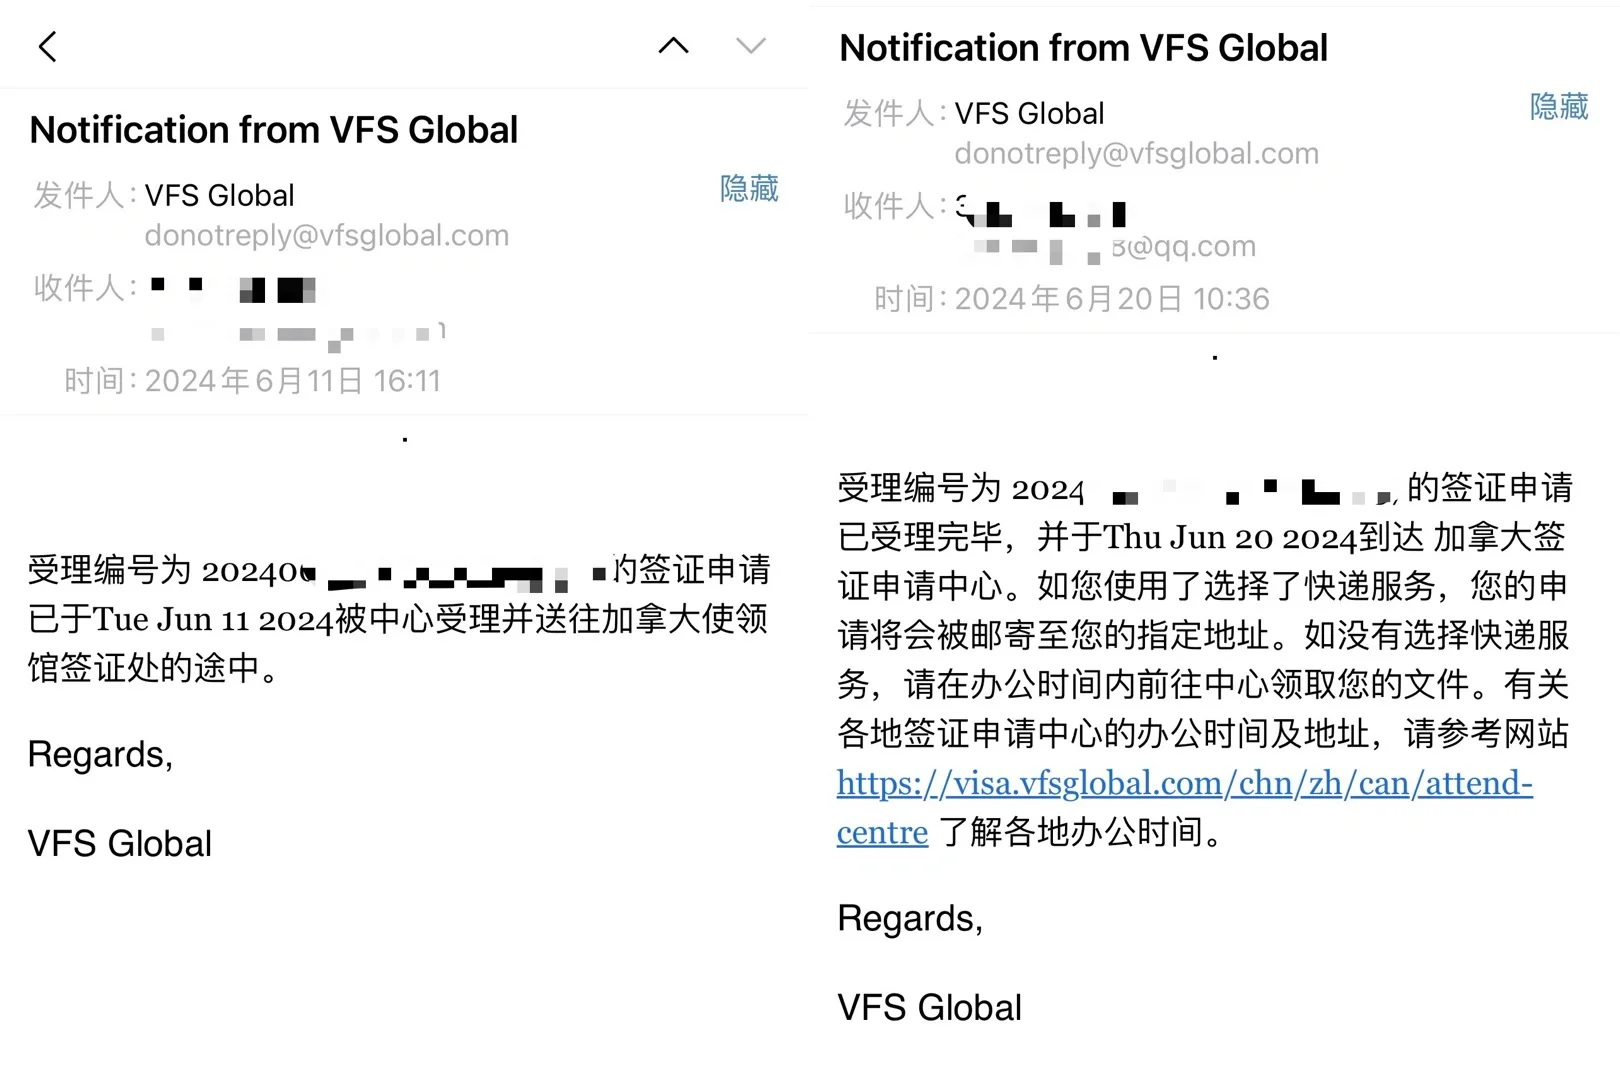 Notification from VFS Global
发件人: VFS Global
隐藏
donotreply@vfsglobal.com
收件人:
时间: 2024年6月11日 16:11
受理编号为 20240 的签证申请
已于Tue Jun 11 2024被中心受理并送往加拿大使领
馆签证处的途中。
Regards,
VFS Global
Notification from VFS Global
发件人: VFS Global
隐藏
donotreply@vfsglobal.com
收件人: 3
3@qq.com
时间: 2024年6月20日 10:36
受理编号为 2024 的签证申请
已受理完毕，并于Thu Jun 20 2024到达 加拿大签
证申请中心。如您使用了选择了快递服务，您的申
请将会被邮寄至您的指定地址。如没有选择快递服
务，请在办公时间内前往中心领取您的文件。有关
各地签证申请中心的办公时间及地址，请参考网站
https://visa.vfsglobal.com/chn/zh/can/attend-
centre 了解各地办公时间。
Regards,
VFS Global